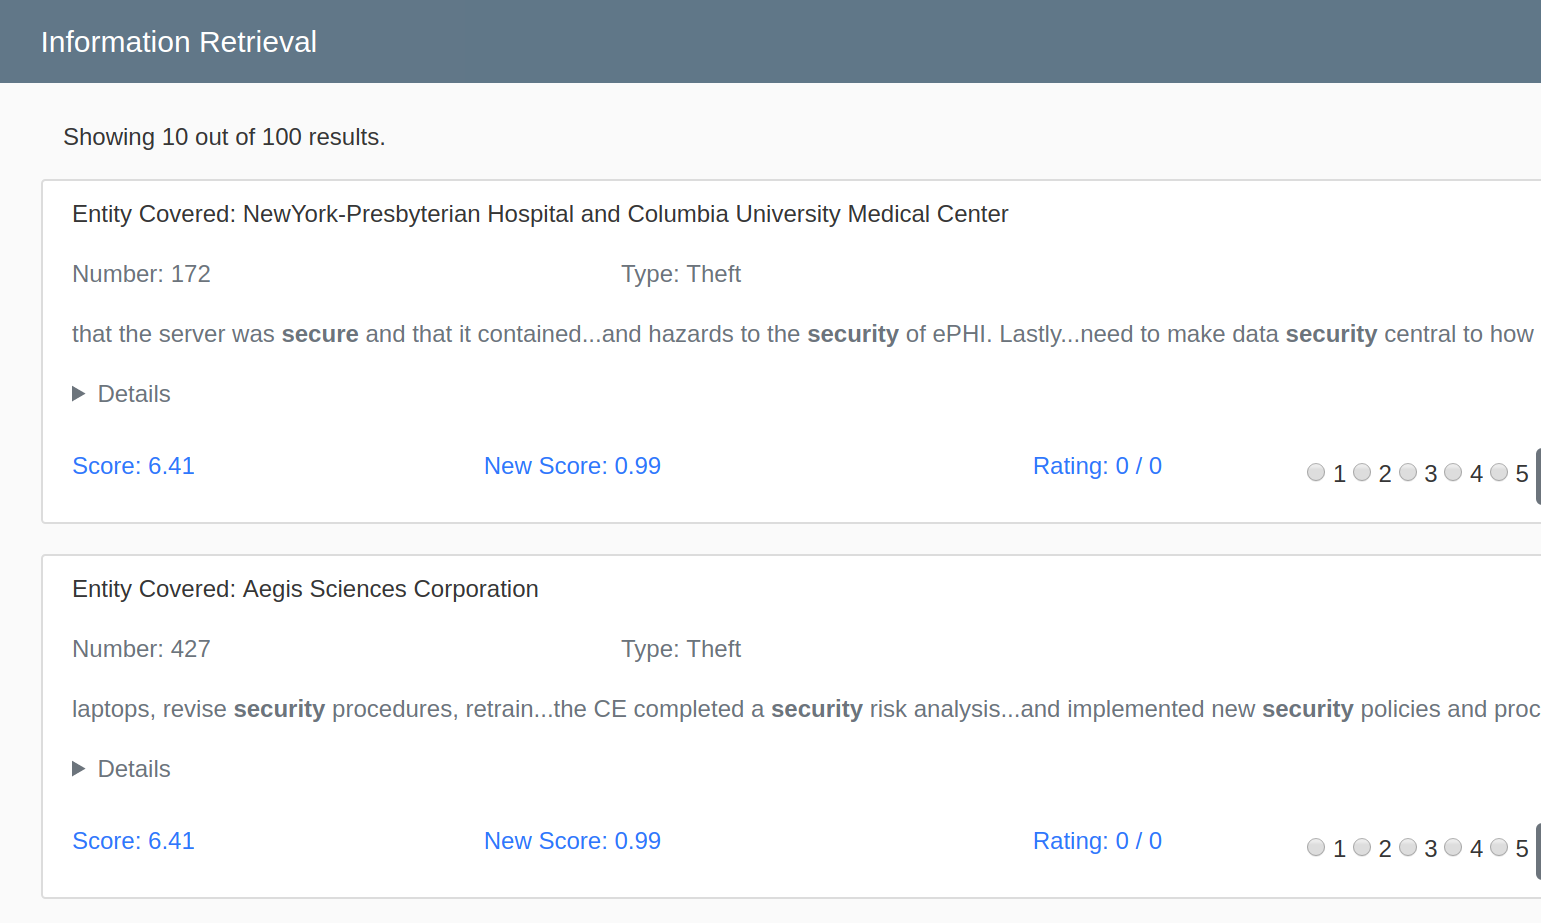 Information Retrieval
Showing 10 out of 100 results.
Entity Covered: NewYork-Presbyterian Hospital and Columbia University Medical Center
Number: 172 Type: Theft
that the server was secure and that it contained...and hazards to the security of ePHI. Lastly...need to make data security central to how
Details
Score: 6.41 New Score: 0.99 Rating: 0 / 0 1 2 3 4 5
Entity Covered: Aegis Sciences Corporation
Number: 427 Type: Theft
laptops, revise security procedures, retrain...the CE completed a security risk analysis...and implemented new security policies and proc
Details
Score: 6.41 New Score: 0.99 Rating: 0 / 0 1 2 3 4 5